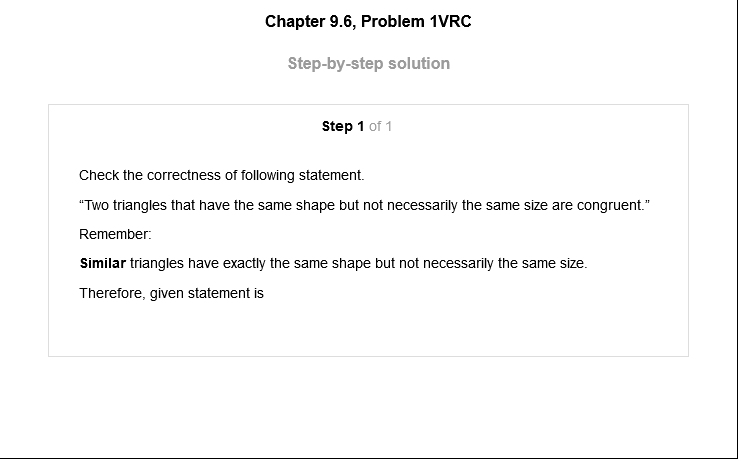 Chapter 9.6, Problem 1VRC
Step-by-step solution
Step 1 of 1
Check the correctness of following statement.
“Two triangles that have the same shape but not necessarily the same size are congruent.”
Remember:
Similar triangles have exactly the same shape but not necessarily the same size.
Therefore, given statement is